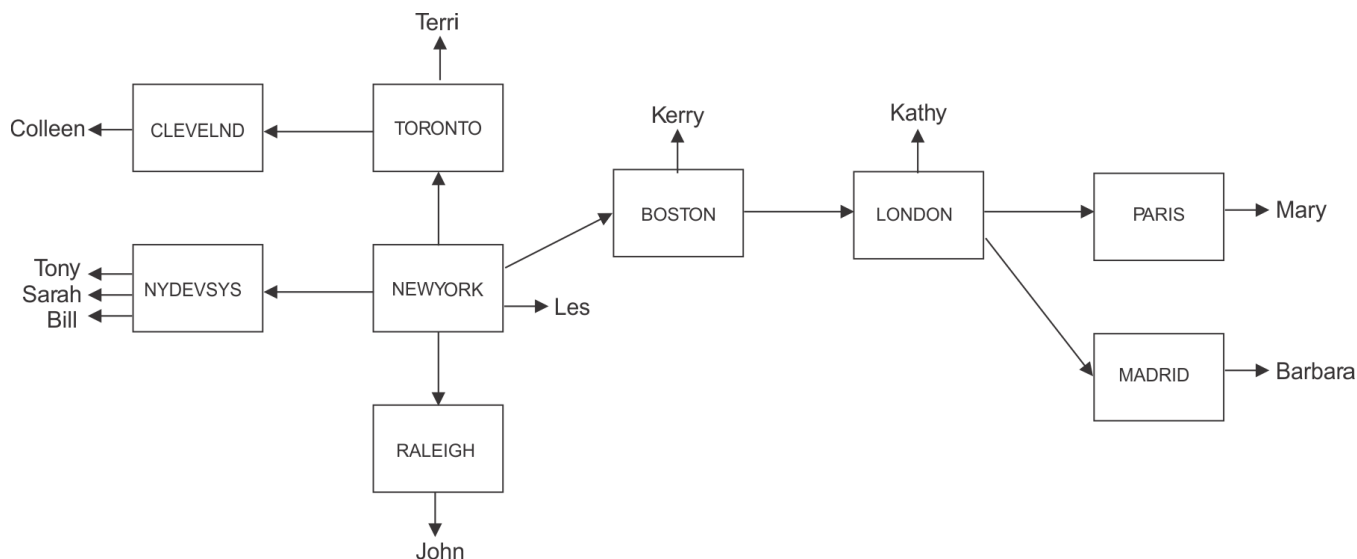 Terri
Colleen
CLEVELND
TORONTO
Kerry
Kathy
BOSTON
LONDON
PARIS
Mary
Tony
Sarah
Bill
NYDEVSYS
NEWYORK
Les
MADRID
Barbara
RALEIGH
John